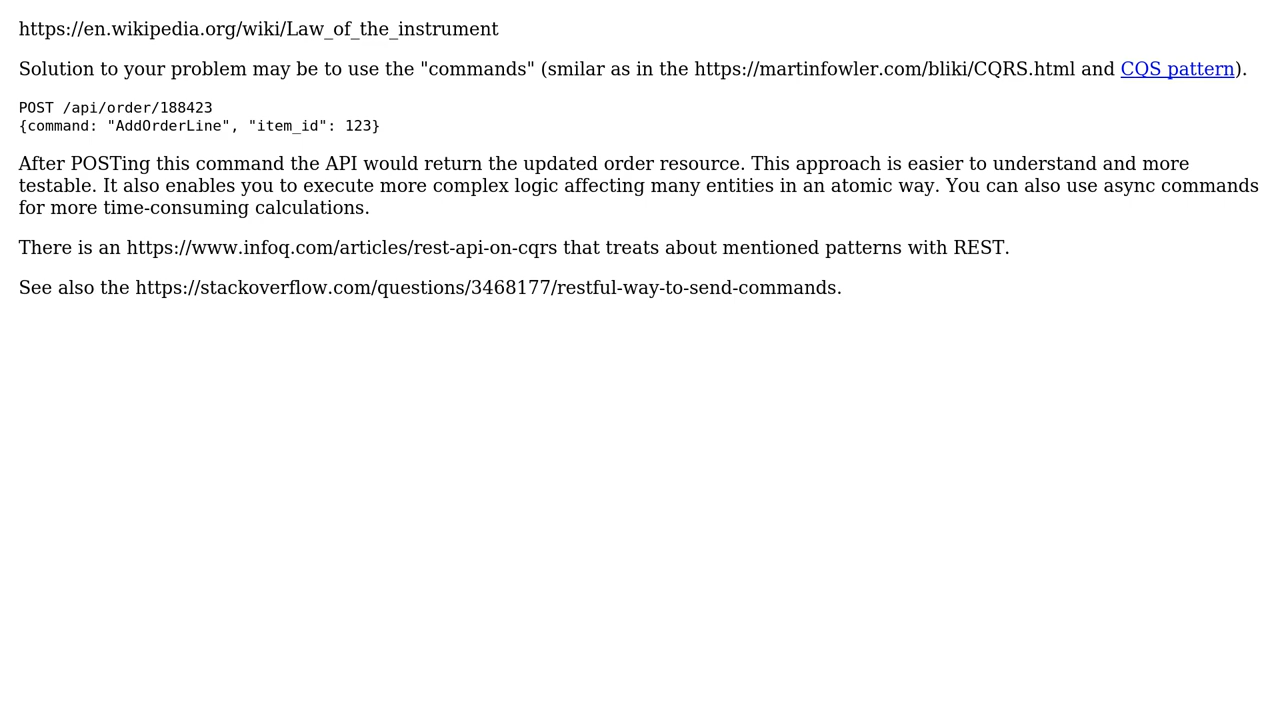 https://en.wikipedia.org/wiki/Law_of_the_instrument
Solution to your problem may be to use the "commands" (smilar as in the https://martinfowler.com/bliki/CQRS.html and CQS pattern).
POST /api/order/188423
{command: "AddOrderLine", "item_id": 123}
After POSTing this command the API would return the updated order resource. This approach is easier to understand and more
testable. It also enables you to execute more complex logic affecting many entities in an atomic way. You can also use async commands
for more time-consuming calculations.
There is an https://www.infoq.com/articles/rest-api-on-cqrs that treats about mentioned patterns with REST.
See also the https://stackoverflow.com/questions/3468177/restful-way-to-send-commands.